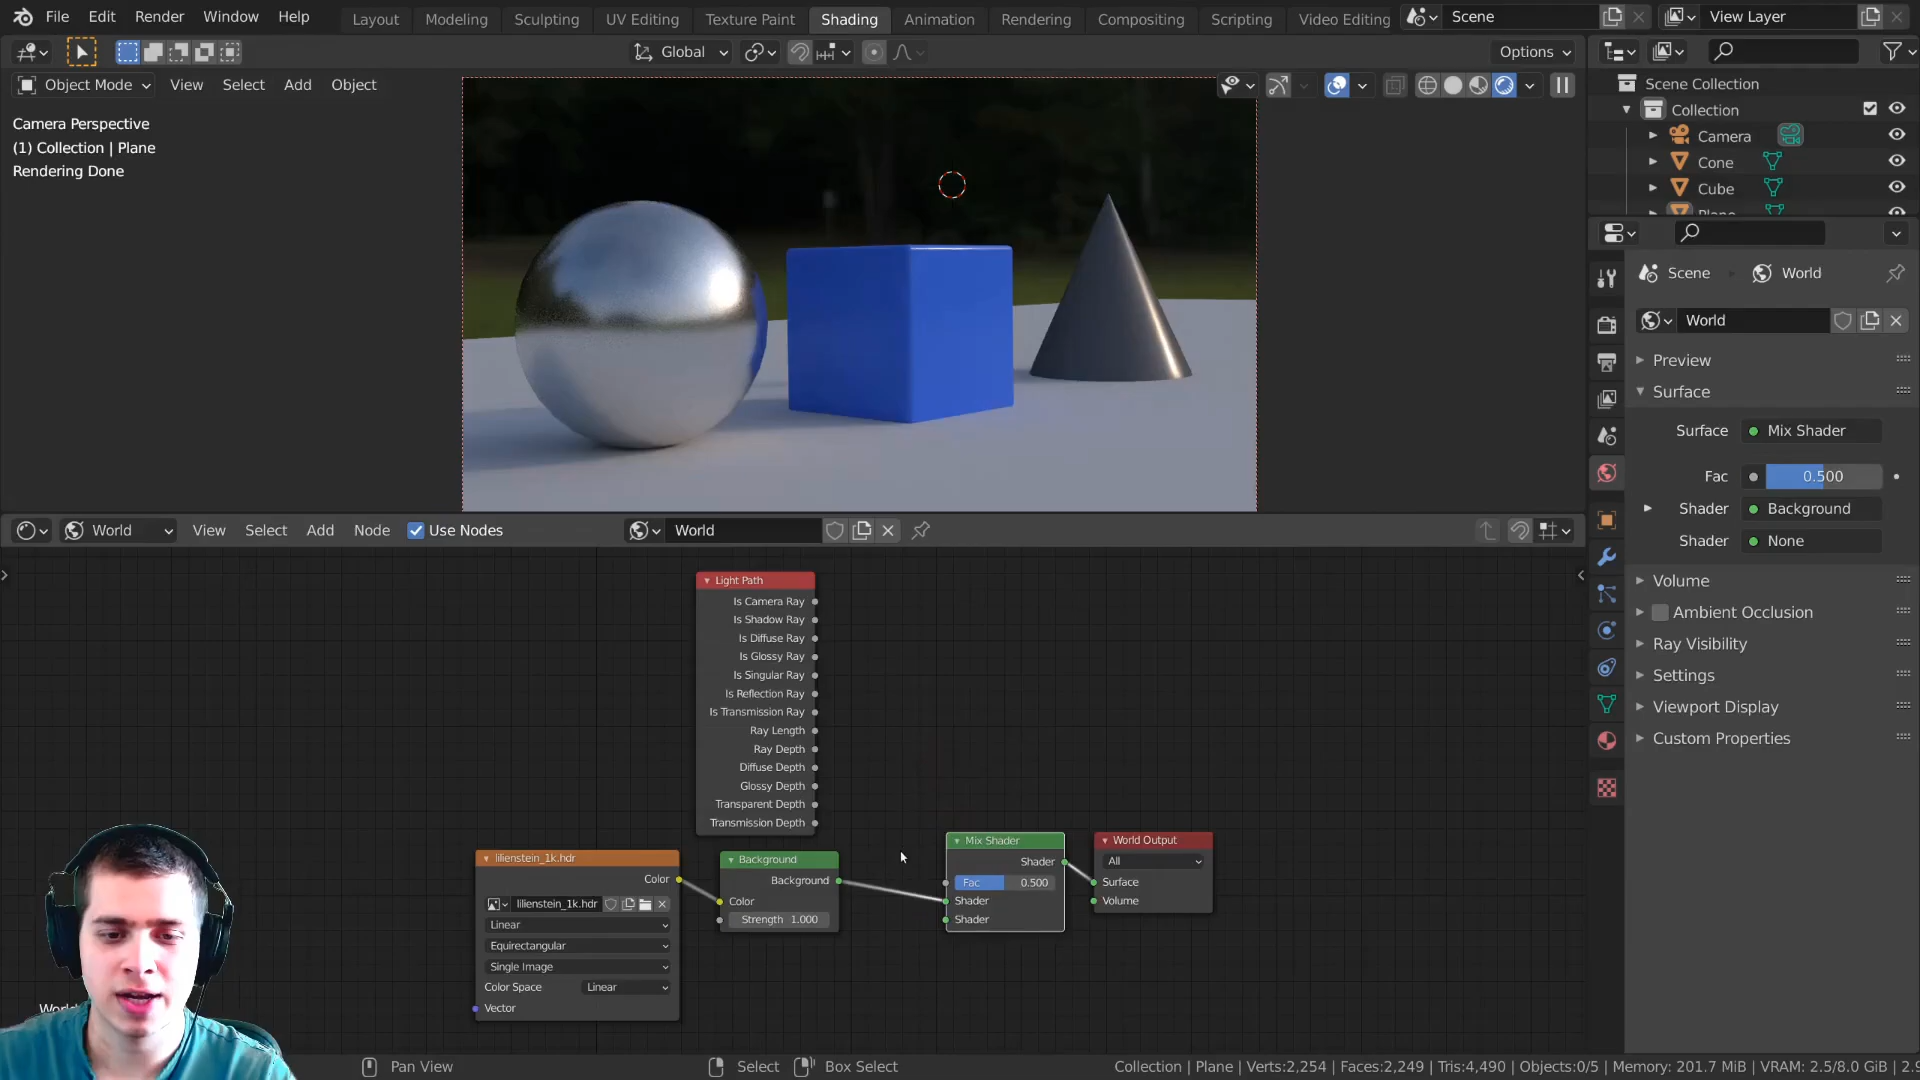 File Edit Render Window Help Layout Modeling Sculpting UV Editing Texture Paint Shading Animation Rendering Compositing Scripting Video Editing Scene View Layer
Global Options
Object Mode View Select Add Object
Camera Perspective
(1) Collection | Plane
Rendering Done
Scene Collection
Collection
Camera
Cone
Cube
Plane
Scene World
World
Preview
Surface
Surface Mix Shader
Fac 0.500
Shader Background
Shader None
Volume
Ambient Occlusion
Ray Visibility
Settings
Viewport Display
Custom Properties
World View Select Add Node Use Nodes World
Light Path
Is Camera Ray
Is Shadow Ray
Is Diffuse Ray
Is Glossy Ray
Is Singular Ray
Is Reflection Ray
Is Transmission Ray
Ray Length
Ray Depth
Diffuse Depth
Glossy Depth
Transparent Depth
Transmission Depth
lilienstein_1k.hdr
Color
lilienstein_1k.hdr
Linear
Equirectangular
Single Image
Color Space Linear
Vector
Background
Background
Color
Strength 1.000
Mix Shader
Shader
Fac 0.500
Shader
Shader
World Output
All
Surface
Volume
Pan View Select Box Select Collection | Plane | Verts:2,254 | Faces:2,249 | Tris:4,490 | Objects:0/5 | Memory: 201.7 MiB | VRAM: 2.5/8.0 GiB | 2.9